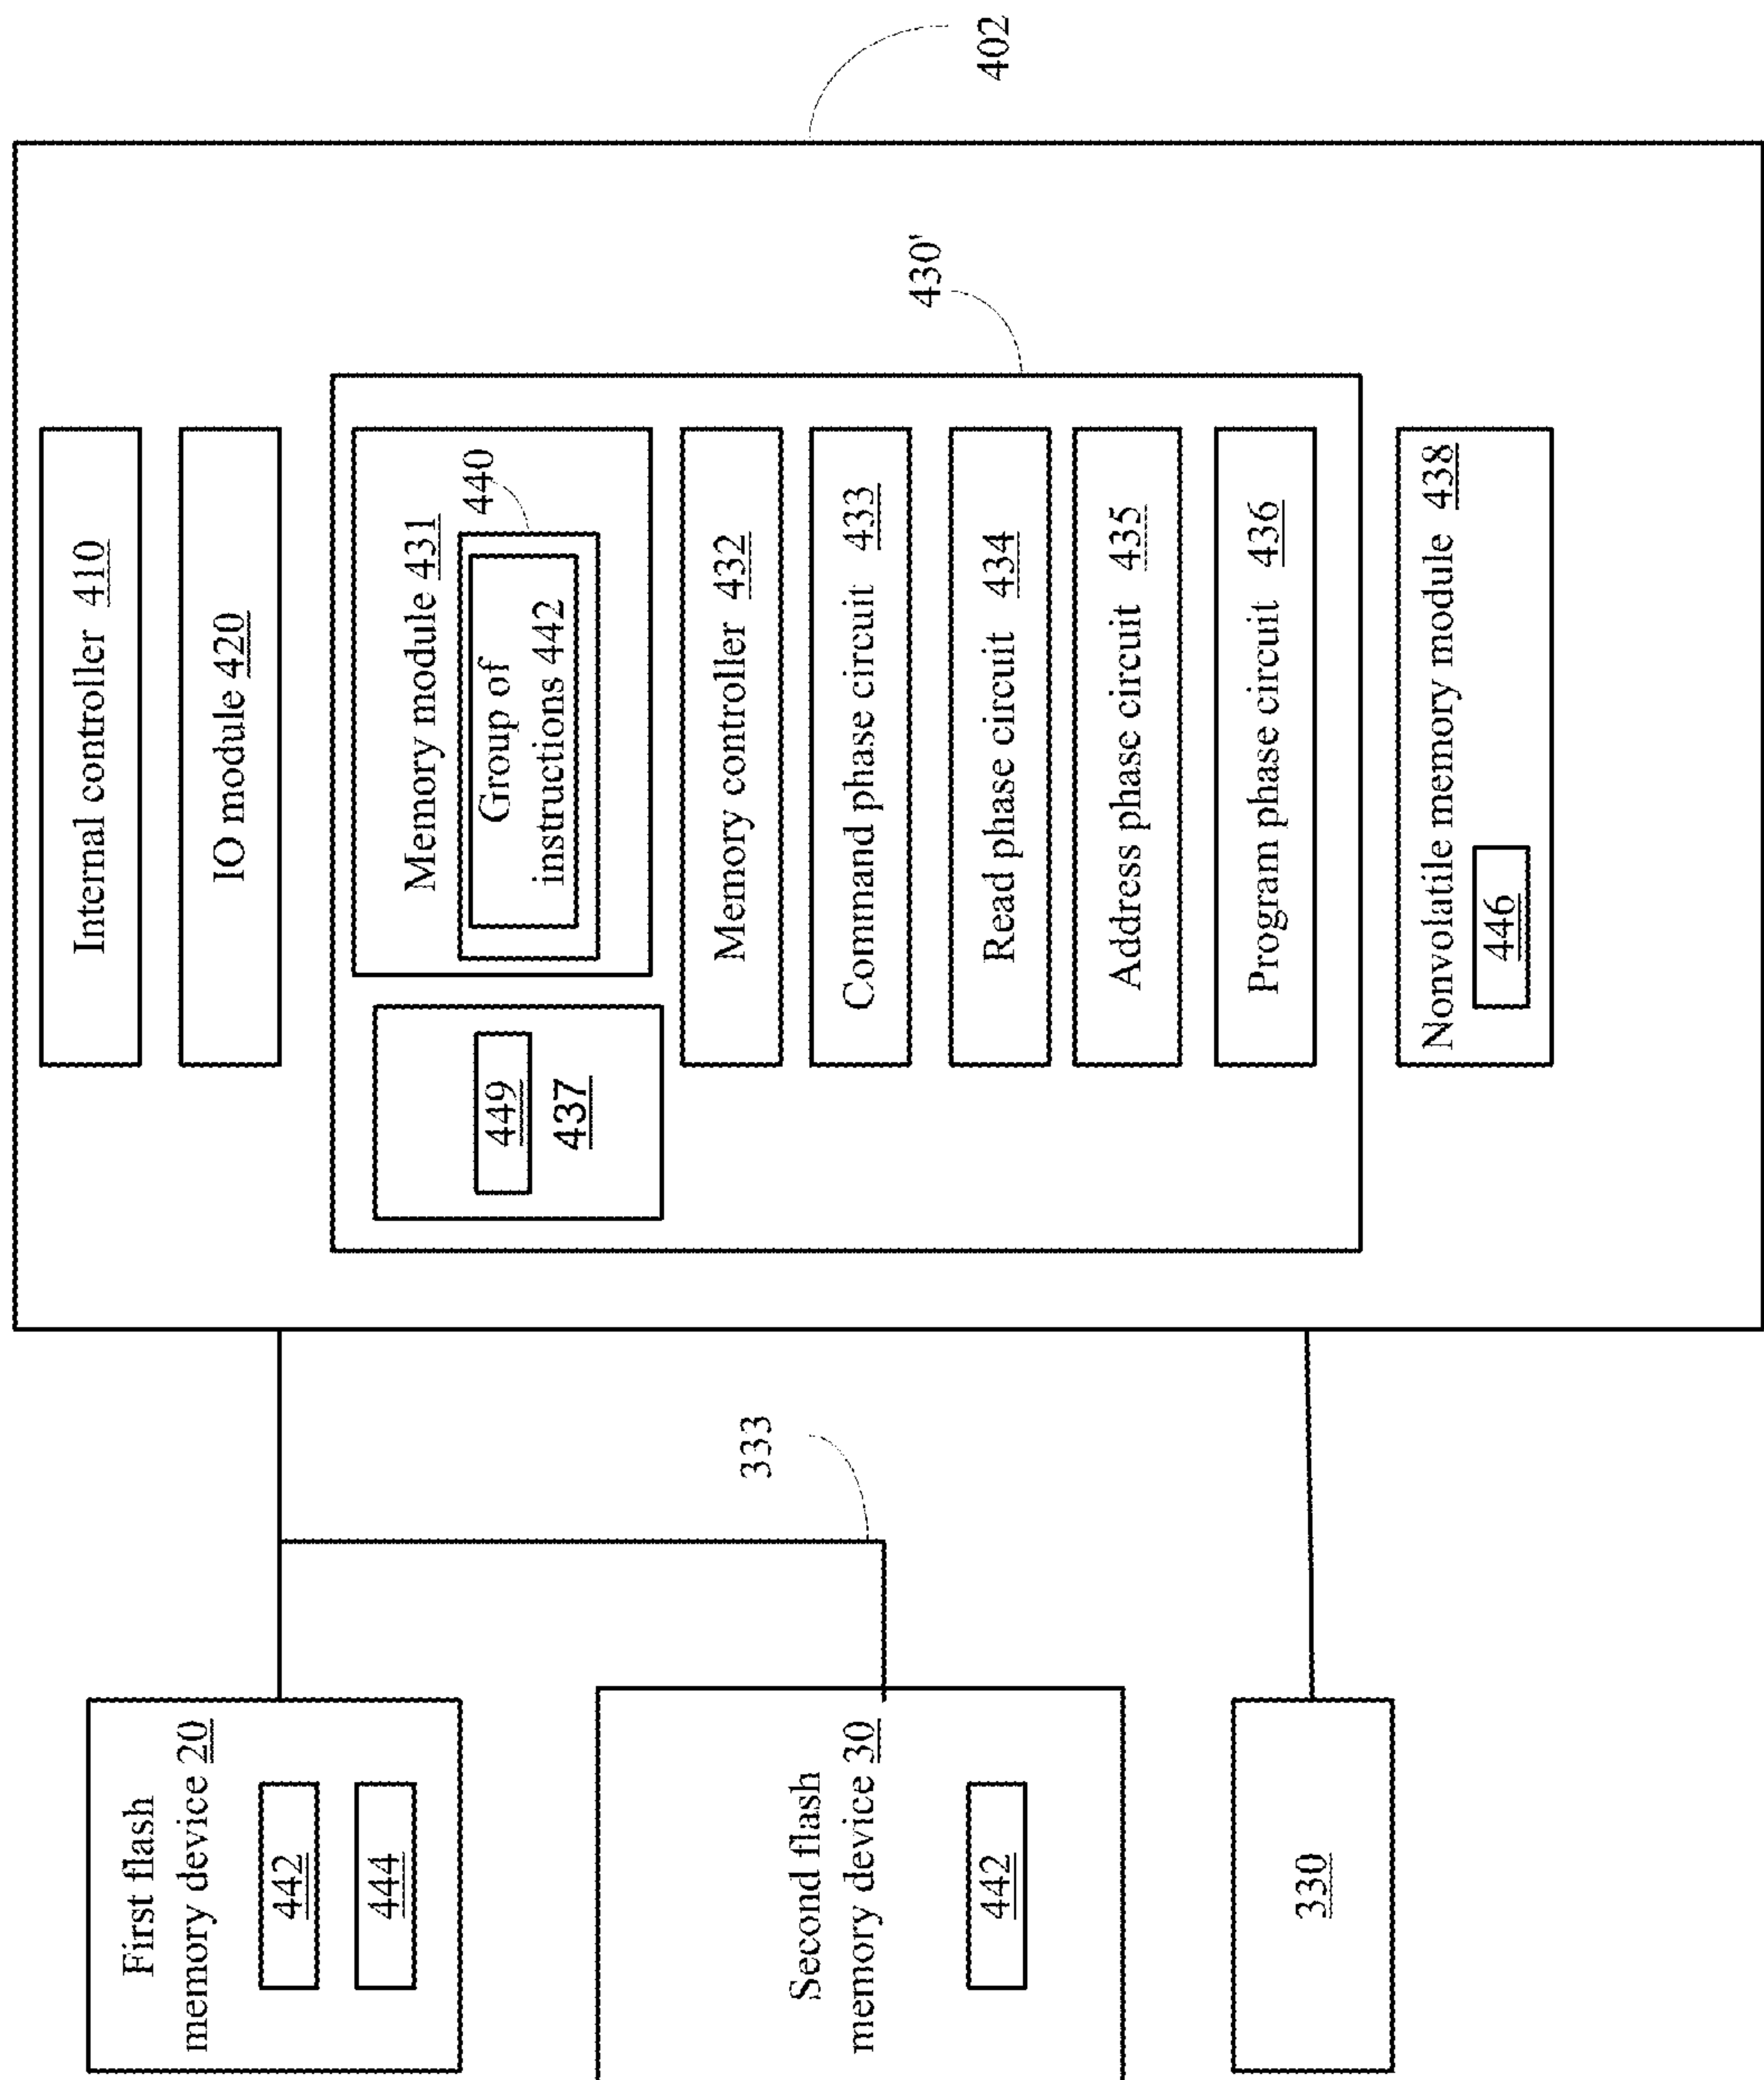 First flash
memory device 20
442
444
Second flash
memory device 30
442
330
333
Internal controller 410
IO module 420
449
437
Memory module 431
440
Group of
instructions 442
Memory controller 432
Command phase circuit 433
Read phase circuit 434
Address phase circuit 435
Program phase circuit 436
Nonvolatile memory module 438
446
430'
402